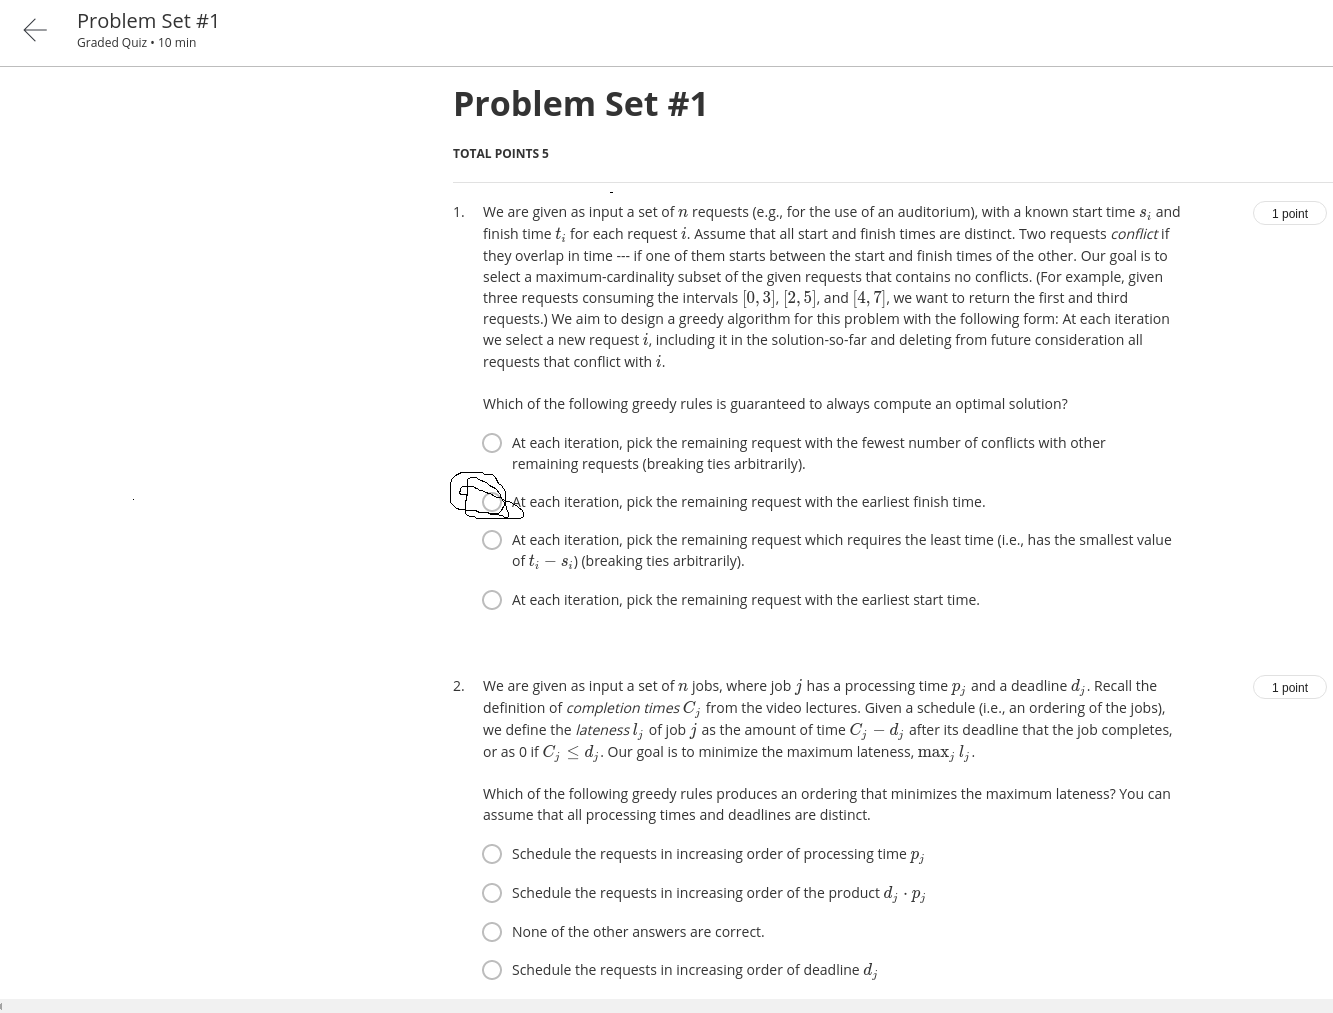 Problem Set #1
Graded Quiz • 10 min
Problem Set #1
TOTAL POINTS 5
1. We are given as input a set of n requests (e.g., for the use of an auditorium), with a known start time s_i and
1 point
finish time t_i for each request i. Assume that all start and finish times are distinct. Two requests conflict if
they overlap in time --- if one of them starts between the start and finish times of the other. Our goal is to
select a maximum-cardinality subset of the given requests that contains no conflicts. (For example, given
three requests consuming the intervals [0, 3], [2, 5], and [4, 7], we want to return the first and third
requests.) We aim to design a greedy algorithm for this problem with the following form: At each iteration
we select a new request i, including it in the solution-so-far and deleting from future consideration all
requests that conflict with i.
Which of the following greedy rules is guaranteed to always compute an optimal solution?
At each iteration, pick the remaining request with the fewest number of conflicts with other
remaining requests (breaking ties arbitrarily).
At each iteration, pick the remaining request with the earliest finish time.
At each iteration, pick the remaining request which requires the least time (i.e., has the smallest value
of t_i − s_i) (breaking ties arbitrarily).
At each iteration, pick the remaining request with the earliest start time.
2. We are given as input a set of n jobs, where job j has a processing time p_j and a deadline d_j. Recall the
1 point
definition of completion times C_j from the video lectures. Given a schedule (i.e., an ordering of the jobs),
we define the lateness l_j of job j as the amount of time C_j − d_j after its deadline that the job completes,
or as 0 if C_j ≤ d_j. Our goal is to minimize the maximum lateness, max_j l_j.
Which of the following greedy rules produces an ordering that minimizes the maximum lateness? You can
assume that all processing times and deadlines are distinct.
Schedule the requests in increasing order of processing time p_j
Schedule the requests in increasing order of the product d_j · p_j
None of the other answers are correct.
Schedule the requests in increasing order of deadline d_j